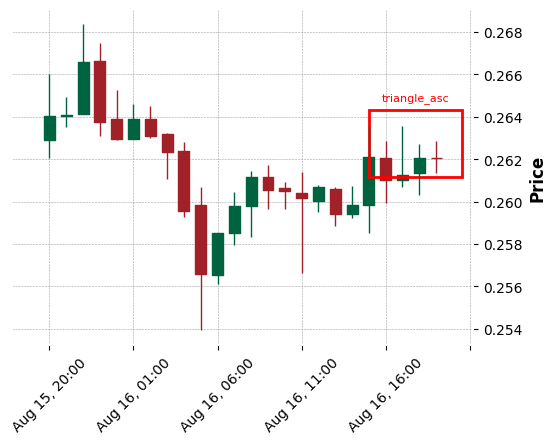 triangle_asc
0.268
0.266
0.264
0.262
0.260
0.258
0.256
0.254
Price
Aug 15, 20:00
Aug 16, 01:00
Aug 16, 06:00
Aug 16, 11:00
Aug 16, 16:00